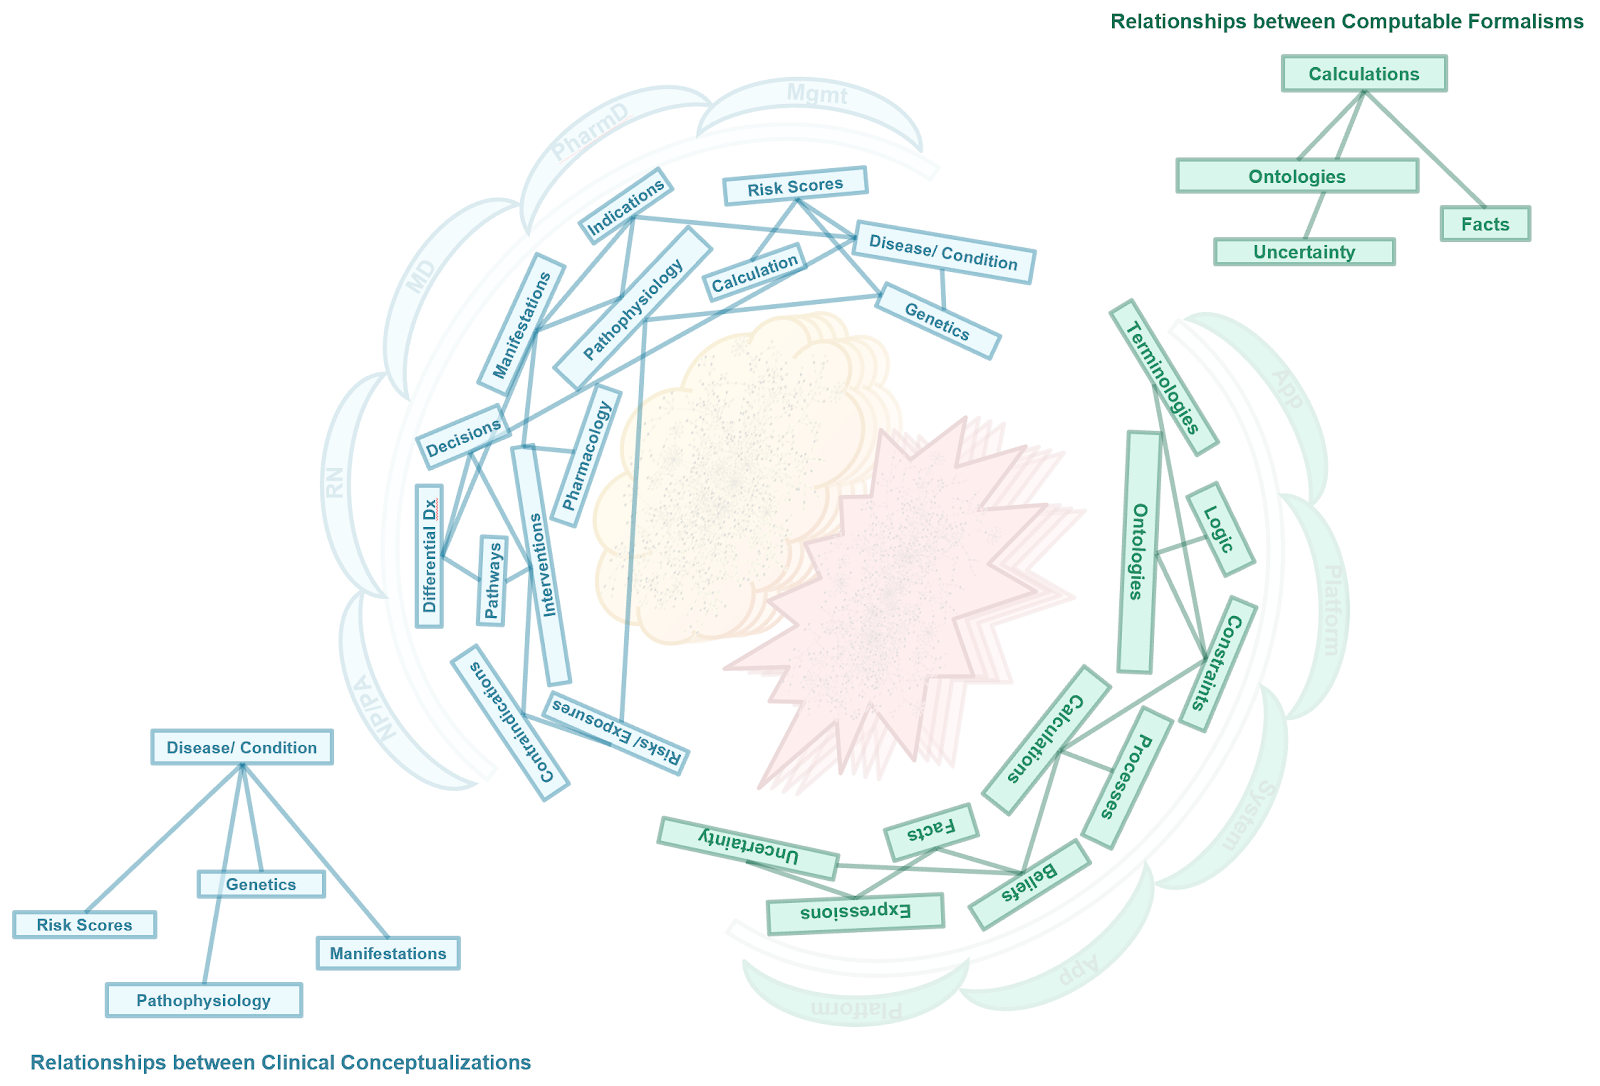 Relationships between Computable Formalisms
Calculations
Ontologies
Facts
Uncertainty
Mgmt
PharmD
MD
RN
NP/PA
Indications
Risk Scores
Disease/ Condition
Calculation
Genetics
Pathophysiology
Manifestations
Decisions
Pharmacology
Differential Dx
Pathways
Interventions
Contraindications
Risks/ Exposures
Terminologies
Ontologies
Logic
Constraints
Calculations
Processes
Facts
Beliefs
Uncertainty
Expressions
App
Platform
System
App
Platform
Disease/ Condition
Genetics
Risk Scores
Manifestations
Pathophysiology
Relationships between Clinical Conceptualizations